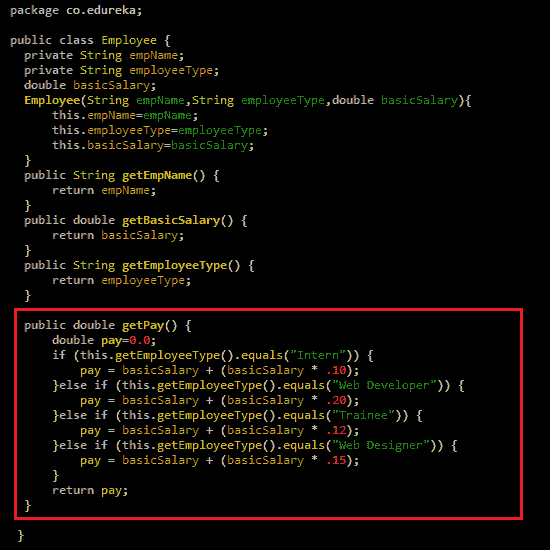 package co.edureka;
public class Employee {
private String empName;
private String employeeType;
double basicSalary;
Employee(String empName,String employeeType,double basicSalary){
this.empName=empName;
this.employeeType=employeeType;
this.basicSalary=basicSalary;
}
public String getEmpName() {
return empName;
}
public double getBasicSalary() {
return basicSalary;
}
public String getEmployeeType() {
return employeeType;
}
public double getPay() {
double pay=0.0;
if (this.getEmployeeType().equals(”Intern”)) {
pay = basicSalary + (basicSalary * .10);
}else if (this.getEmployeeType().equals(”Web Developer”)) {
pay = basicSalary + (basicSalary * .20);
}else if (this.getEmployeeType().equals(”Trainee”)) {
pay = basicSalary + (basicSalary * .12);
}else if (this.getEmployeeType().equals(”Web Designer”)) {
pay = basicSalary + (basicSalary * .15);
}
return pay;
}
}